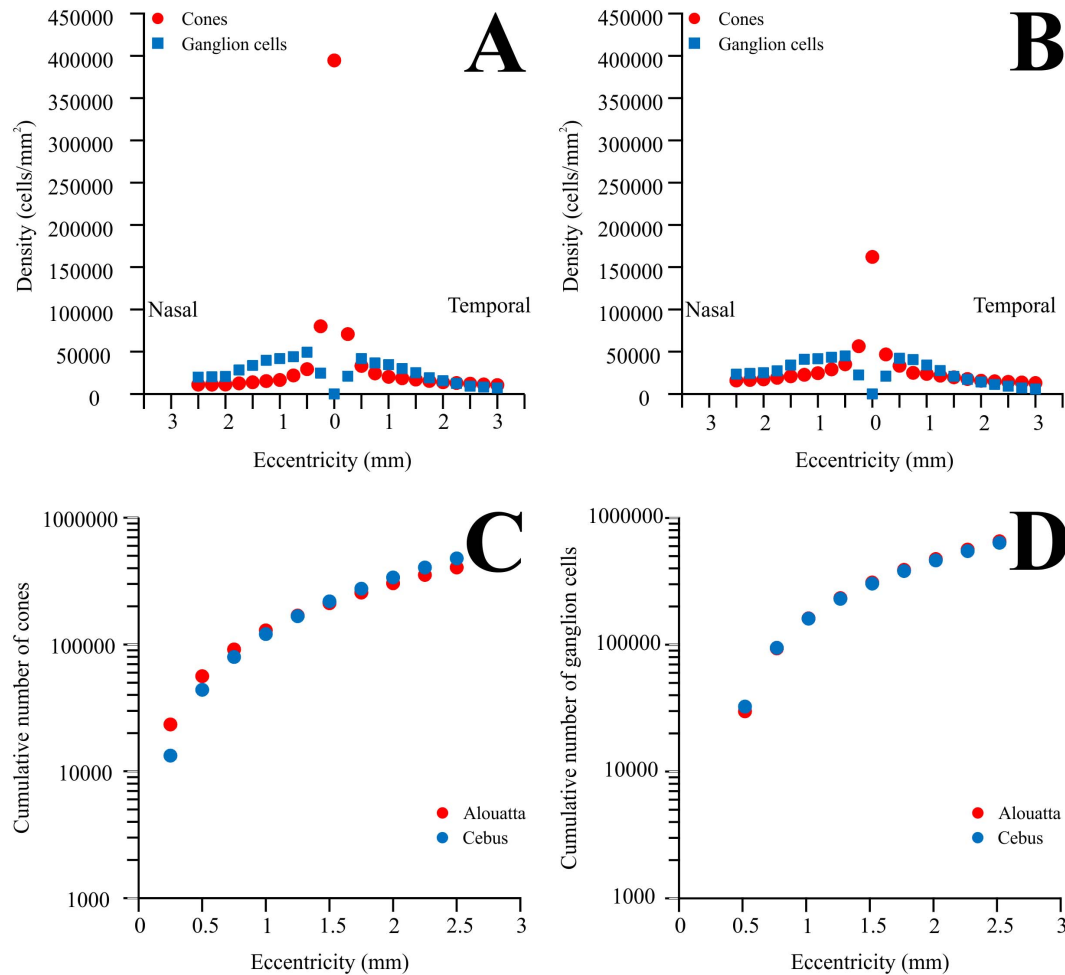 A
Cones
Ganglion cells
450000
400000
350000
300000
250000
200000
150000
100000
50000
0
Density (cells/mm²)
Nasal
Temporal
3 2 1 0 1 2 3
Eccentricity (mm)
B
Cones
Ganglion cells
450000
400000
350000
300000
250000
200000
150000
100000
50000
0
Density (cells/mm²)
Nasal
Temporal
3 2 1 0 1 2 3
Eccentricity (mm)
C
1000000
100000
10000
1000
Cumulative number of cones
Alouatta
Cebus
0 0.5 1 1.5 2 2.5 3
Eccentricity (mm)
D
1000000
100000
10000
1000
Cumulative number of ganglion cells
Alouatta
Cebus
0 0.5 1 1.5 2 2.5 3
Eccentricity (mm)